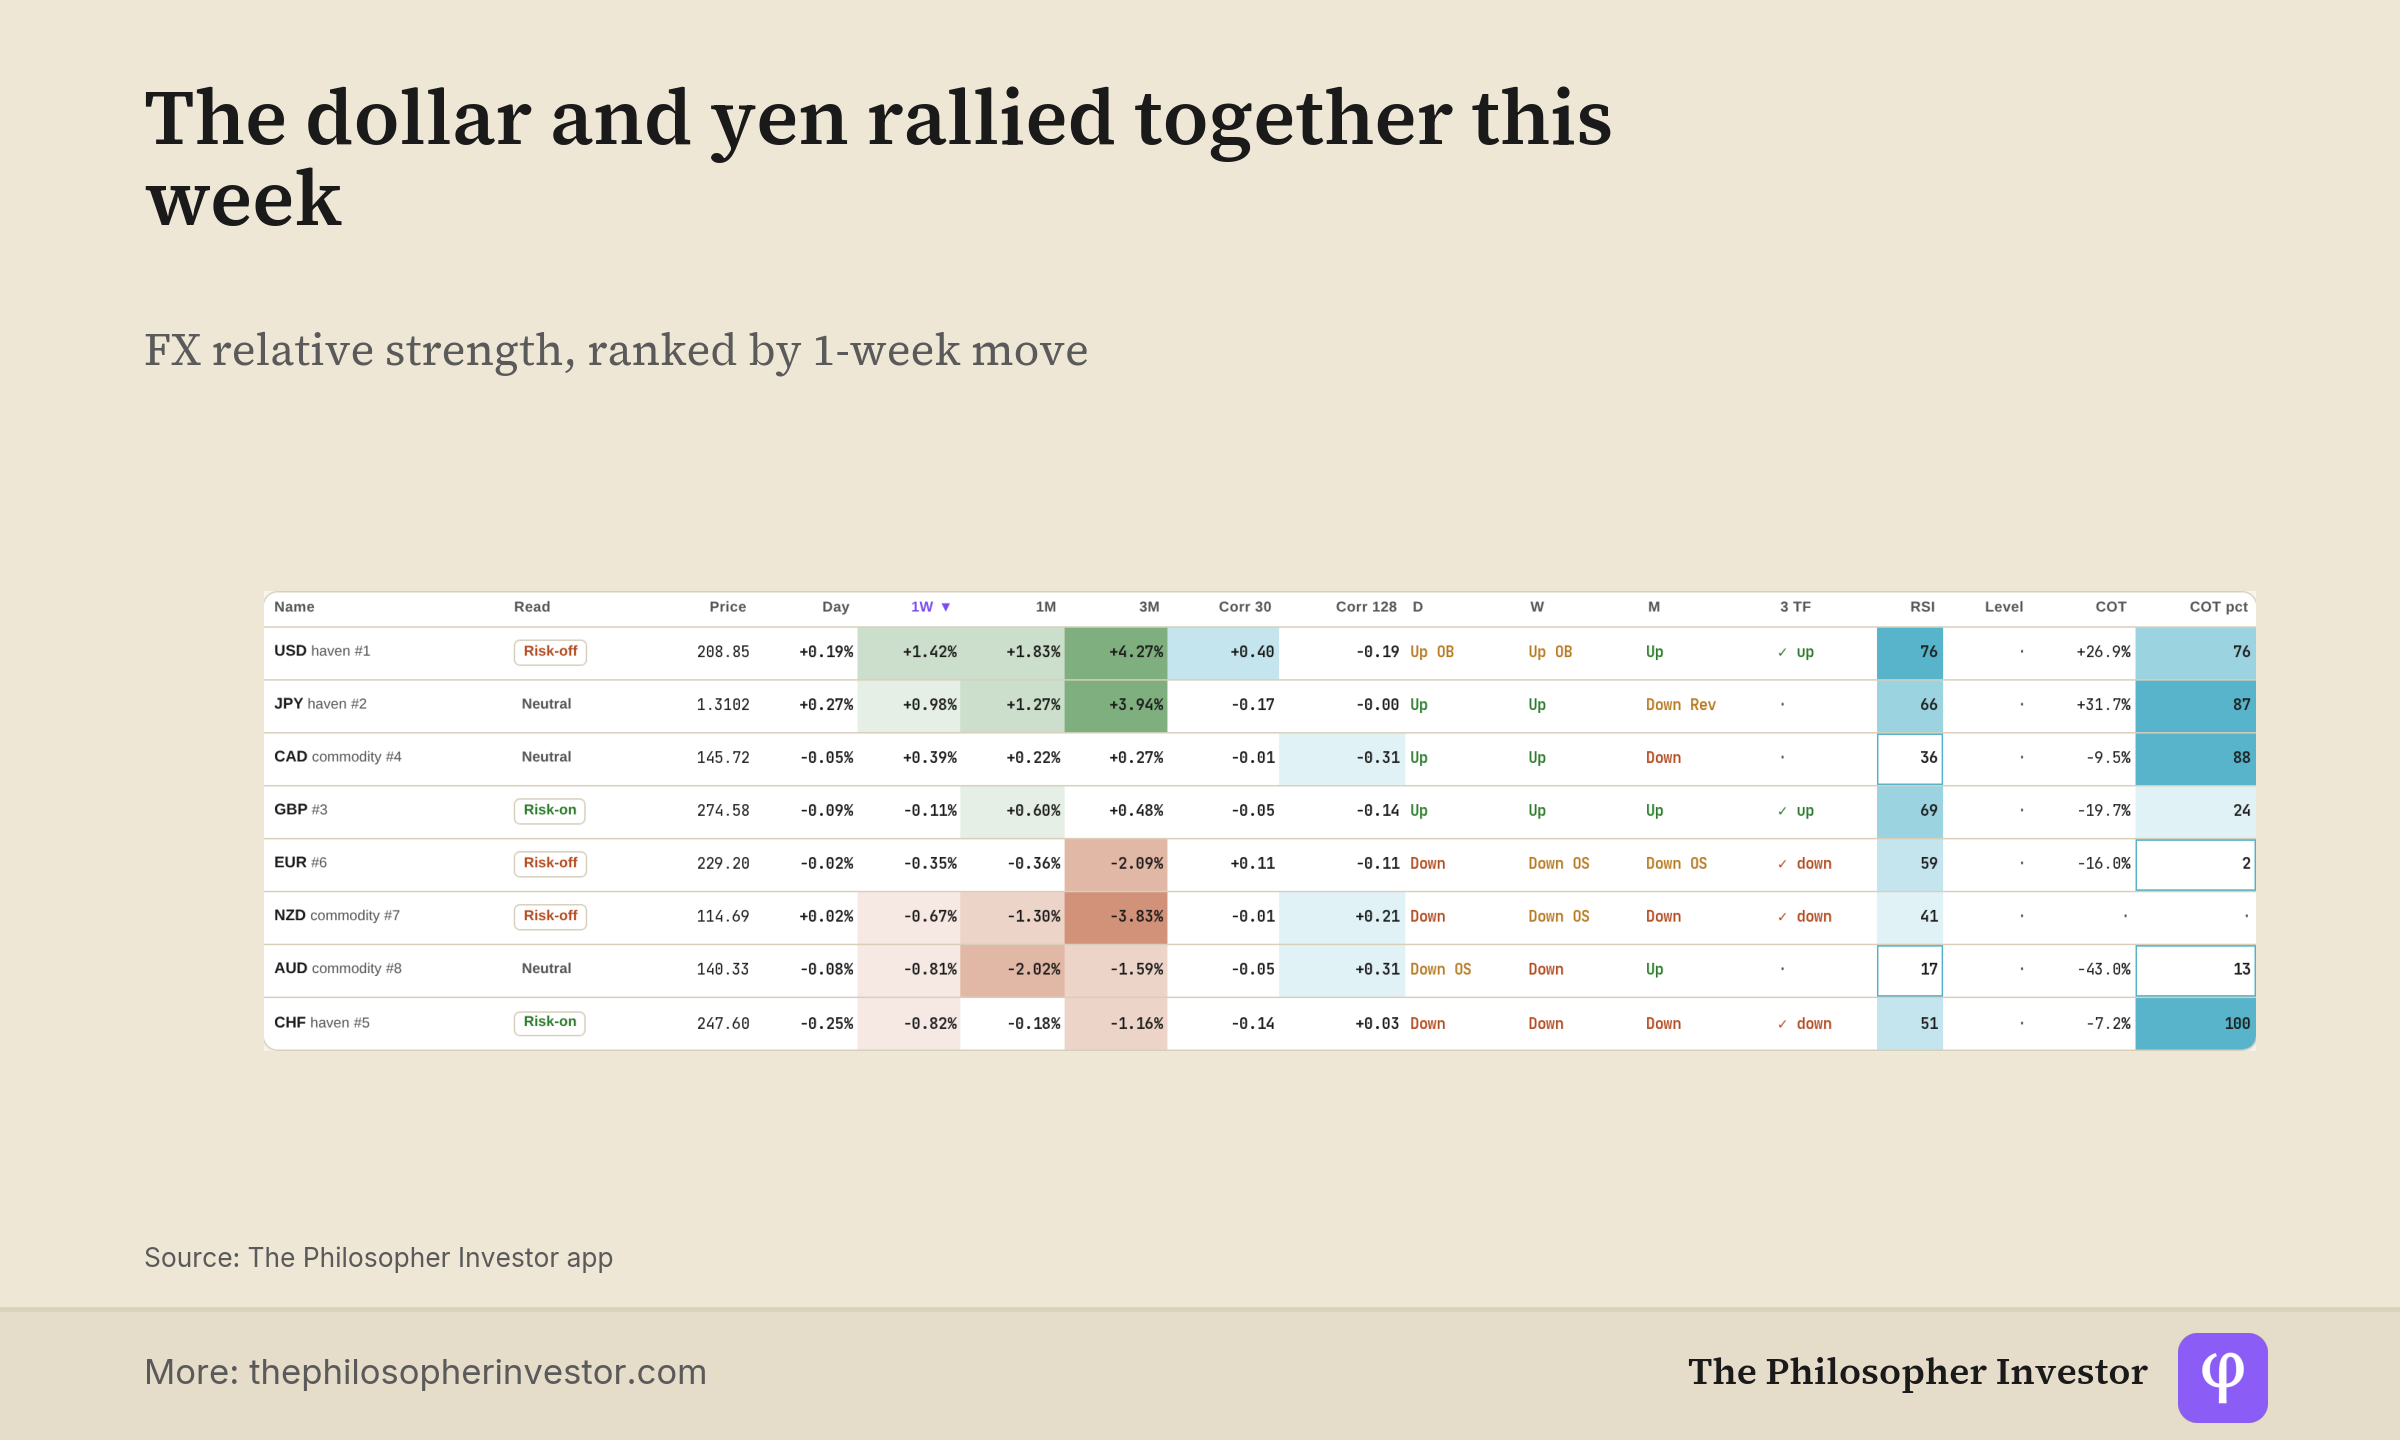 The dollar and yen rallied together this
week
FX relative strength, ranked by 1-week move
Name Read Price Day 1W ▼ 1M 3M Corr 30 Corr 128 D W M 3 TF RSI Level COT COT pct
USD haven #1 Risk-off 208.85 +0.19% +1.42% +1.83% +4.27% +0.40 -0.19 Up OB Up OB Up ✓ up 76 · +26.9% 76
JPY haven #2 Neutral 1.3102 +0.27% +0.98% +1.27% +3.94% -0.17 -0.00 Up Up Down Rev · 66 · +31.7% 87
CAD commodity #4 Neutral 145.72 -0.05% +0.39% +0.22% +0.27% -0.01 -0.31 Up Up Down · 36 · -9.5% 88
GBP #3 Risk-on 274.58 -0.09% -0.11% +0.60% +0.48% -0.05 -0.14 Up Up Up ✓ up 69 · -19.7% 24
EUR #6 Risk-off 229.20 -0.02% -0.35% -0.36% -2.09% +0.11 -0.11 Down Down OS Down OS ✓ down 59 · -16.0% 2
NZD commodity #7 Risk-off 114.69 +0.02% -0.67% -1.30% -3.83% -0.01 +0.21 Down Down OS Down ✓ down 41 · · ·
AUD commodity #8 Neutral 140.33 -0.08% -0.81% -2.02% -1.59% -0.05 +0.31 Down OS Down Up · 17 · -43.0% 13
CHF haven #5 Risk-on 247.60 -0.25% -0.82% -0.18% -1.16% -0.14 +0.03 Down Down Down ✓ down 51 · -7.2% 100
Source: The Philosopher Investor app
More: thephilosopherinvestor.com
The Philosopher Investor φ